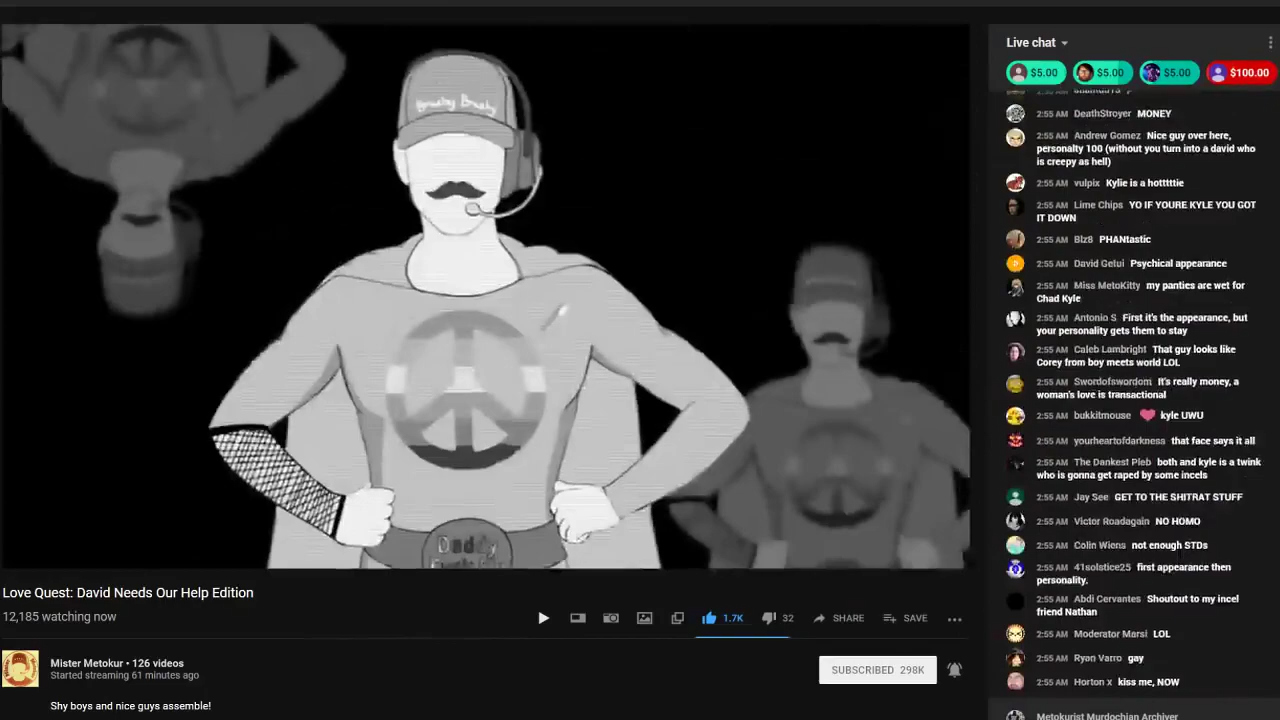 Live chat
$5.00
$5.00
$5.00
$100.00
2:55 AM DeathStroyer MONEY
2:55 AM Andrew Gomez Nice guy over here,
personalty 100 (without you turn into a david who
is creepy as hell)
2:55 AM vulpix Kylie is a hotttttie
2:55 AM Lime Chips YO IF YOURE KYLE YOU GOT
IT DOWN
2:55 AM Blz8 PHANtastic
2:55 AM David Gelui Psychical appearance
2:55 AM Miss MetoKitty my panties are wet for
Chad Kyle
2:55 AM Antonio S First it's the appearance, but
your personality gets them to stay
2:55 AM Caleb Lambright That guy looks like
Corey from boy meets world LOL
2:55 AM Swordofswordom It's really money, a
woman's love is transactional
2:55 AM bukkitmouse ❤ kyle UWU
2:55 AM yourheartofdarkness that face says it all
2:55 AM The Dankest Pleb both and kyle is a twink
who is gonna get raped by some incels
2:55 AM Jay See GET TO THE SHITRAT STUFF
2:55 AM Victor Roadagain NO HOMO
2:55 AM Colin Wiens not enough STDs
2:55 AM 41solstice25 first appearance then
personality.
2:55 AM Abdi Cervantes Shoutout to my incel
friend Nathan
2:55 AM Moderator Marsi LOL
2:55 AM Ryan Varro gay
2:55 AM Horton x kiss me, NOW
Metokurist Murdochian Archiver
Daddy
Love Quest: David Needs Our Help Edition
12,185 watching now
1.7K
32
SHARE
SAVE
Mister Metokur • 126 videos
Started streaming 61 minutes ago
SUBSCRIBED 298K
Shy boys and nice guys assemble!